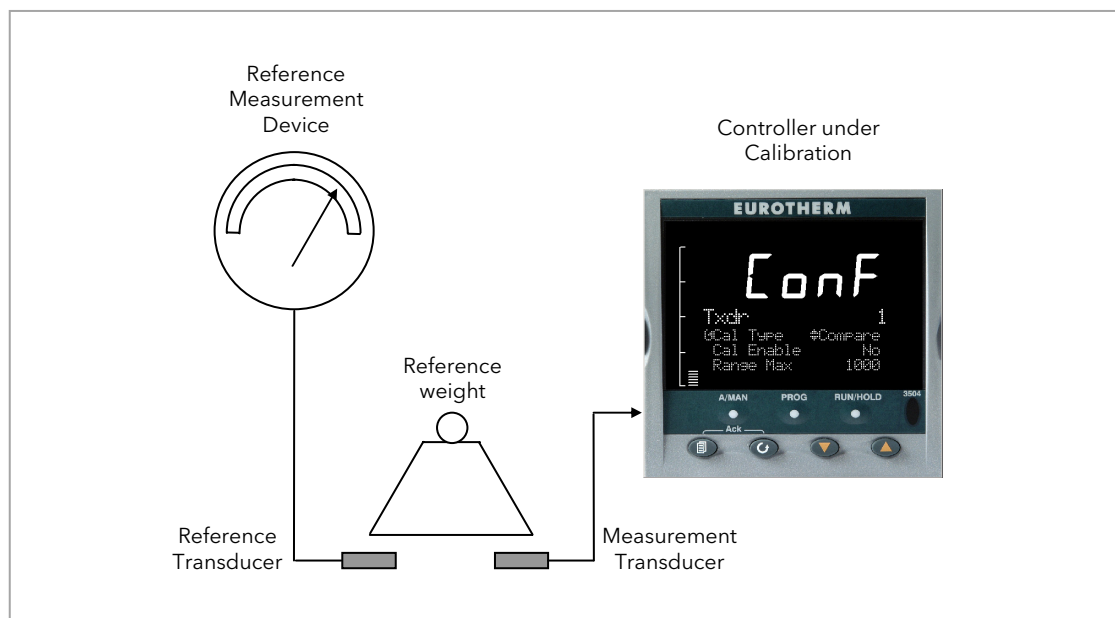 Reference
Measurement
Device
Controller under
Calibration
EUROTHERM
ConF
Txdr 1
Cal Type Compare
Cal Enable No
Range Max 1000
A/MAN PROG RUN/HOLD 3504
Ack
Reference
weight
Reference
Transducer
Measurement
Transducer